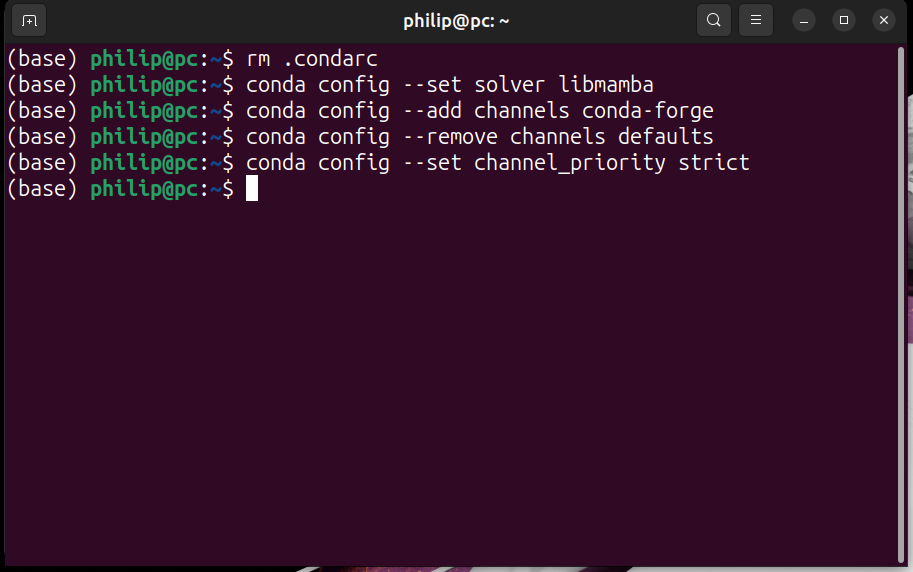 philip@pc: ~
(base) philip@pc:~$ rm .condarc
(base) philip@pc:~$ conda config --set solver libmamba
(base) philip@pc:~$ conda config --add channels conda-forge
(base) philip@pc:~$ conda config --remove channels defaults
(base) philip@pc:~$ conda config --set channel_priority strict
(base) philip@pc:~$